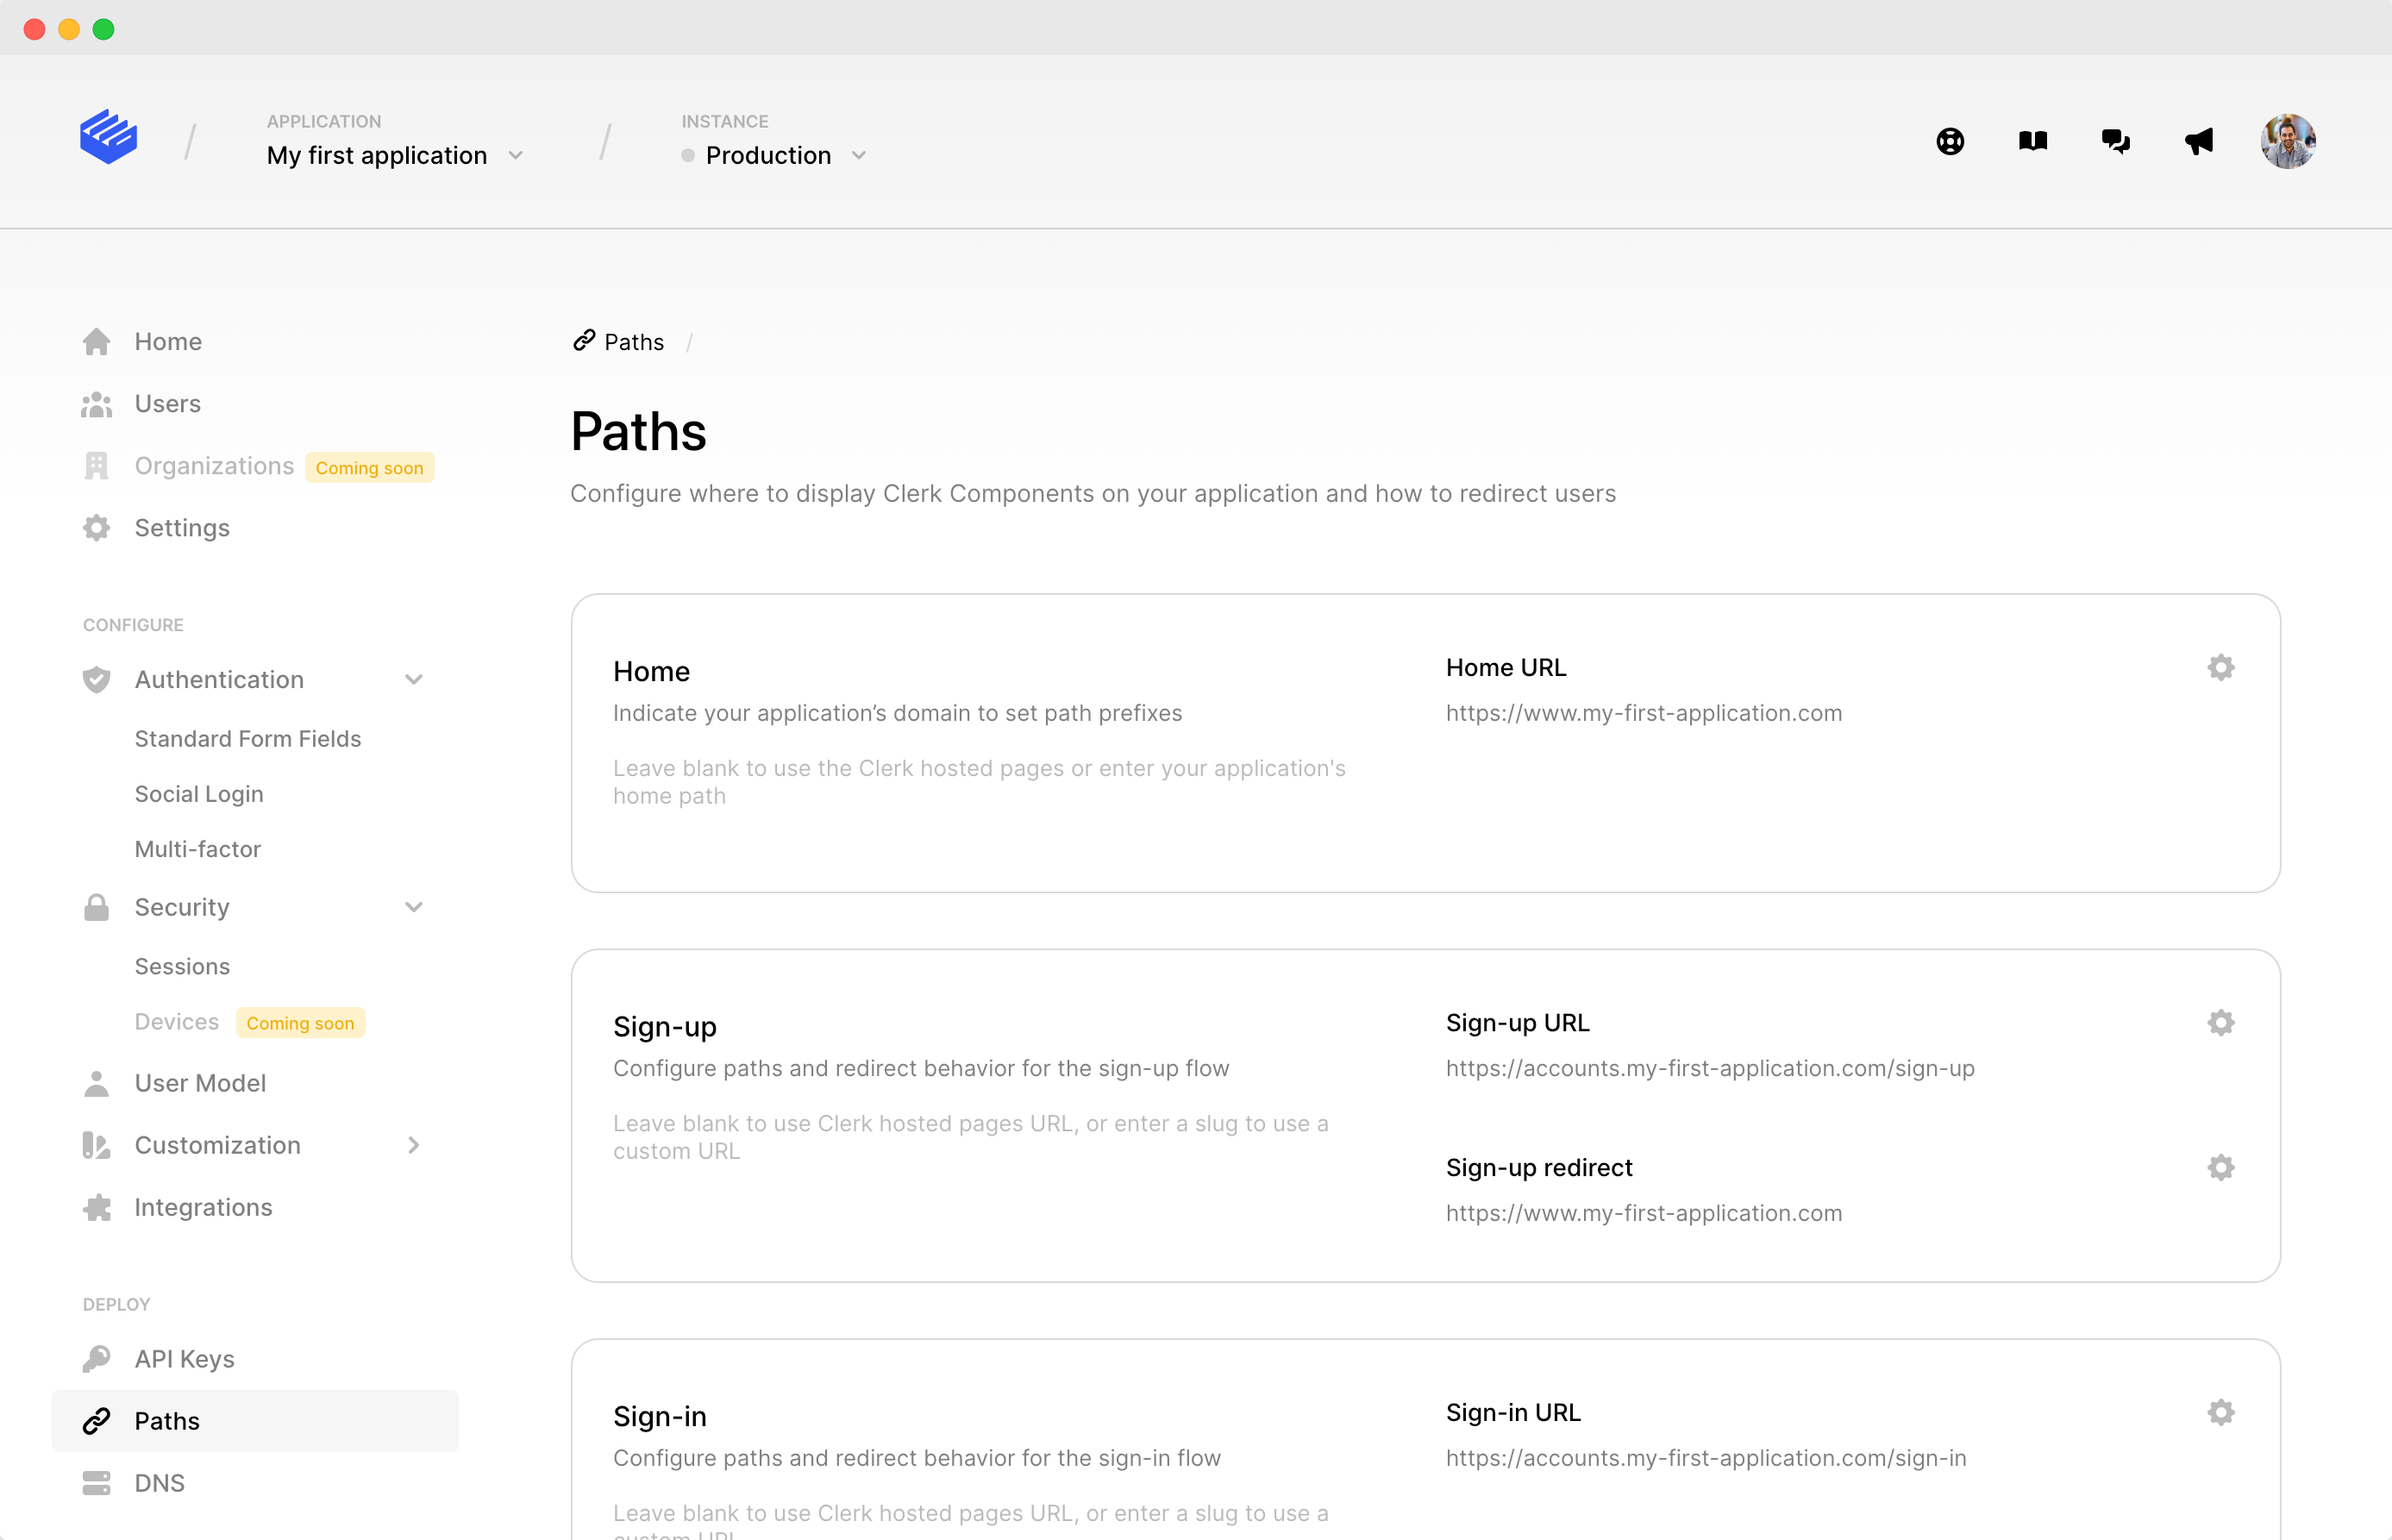 APPLICATION
My first application
INSTANCE
Production
Home
Users
Organizations Coming soon
Settings
CONFIGURE
Authentication
Standard Form Fields
Social Login
Multi-factor
Security
Sessions
Devices Coming soon
User Model
Customization
Integrations
DEPLOY
API Keys
Paths
DNS
Paths /
Paths
Configure where to display Clerk Components on your application and how to redirect users
Home
Indicate your application’s domain to set path prefixes
Leave blank to use the Clerk hosted pages or enter your application's
home path
Home URL
https://www.my-first-application.com
Sign-up
Configure paths and redirect behavior for the sign-up flow
Leave blank to use Clerk hosted pages URL, or enter a slug to use a
custom URL
Sign-up URL
https://accounts.my-first-application.com/sign-up
Sign-up redirect
https://www.my-first-application.com
Sign-in
Configure paths and redirect behavior for the sign-in flow
Leave blank to use Clerk hosted pages URL, or enter a slug to use a
custom URL
Sign-in URL
https://accounts.my-first-application.com/sign-in